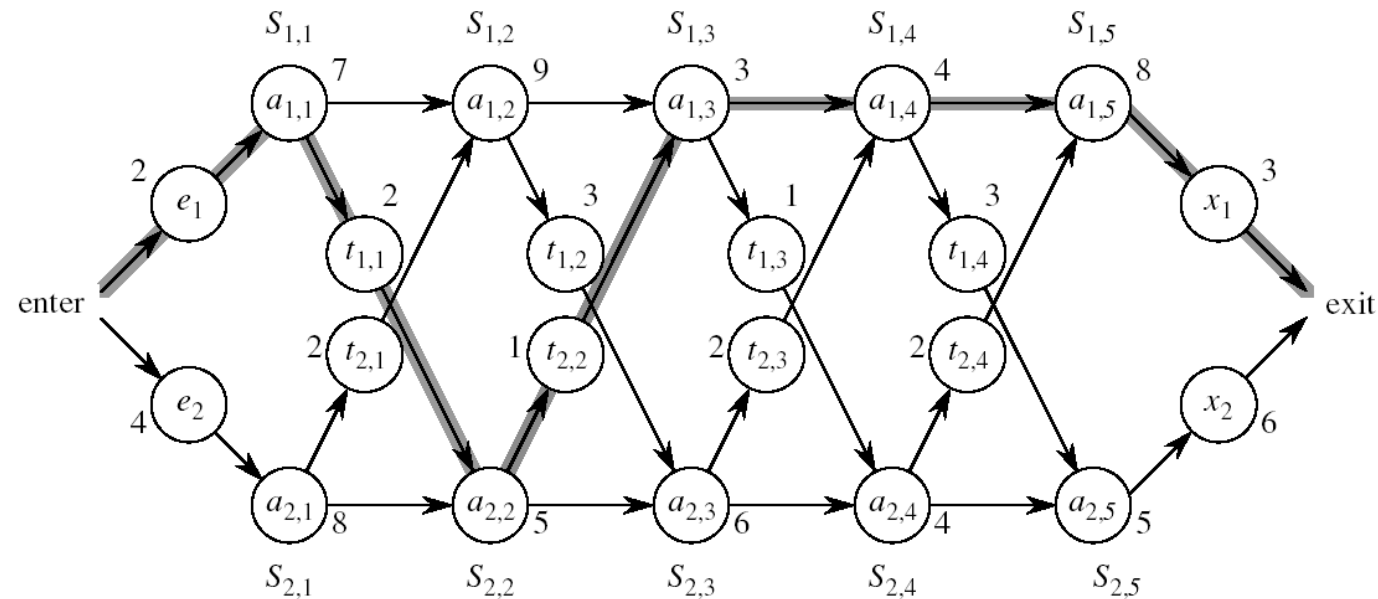 S1,1 S1,2 S1,3 S1,4 S1,5
7 9 3 4 8
a1,1 a1,2 a1,3 a1,4 a1,5
2 2 3 1 3 3
e1 x1
t1,1 t1,2 t1,3 t1,4
enter exit
2 t2,1 1 t2,2 2 t2,3 2 t2,4
e2 x2
4 6
a2,1 a2,2 a2,3 a2,4 a2,5
8 5 6 4 5
S2,1 S2,2 S2,3 S2,4 S2,5